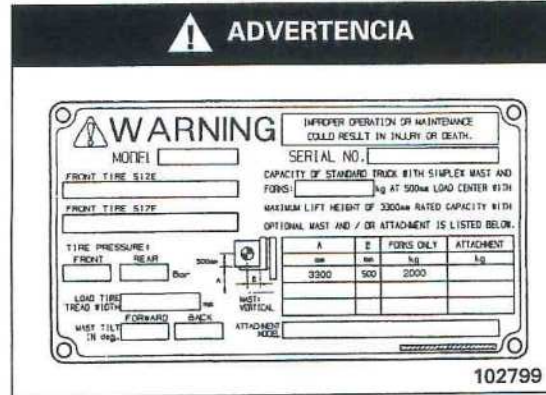 ADVERTENCIA
WARNING
IMPROPER OPERATION OR MAINTENANCE
COULD RESULT IN INJURY OR DEATH.
MODEL
SERIAL NO.
FRONT TIRE SIZE
CAPACITY OF STANDARD TRUCK WITH SIMPLEX MAST AND
FORKS: kg AT 500mm LOAD CENTER WITH
MAXIMUM LIFT HEIGHT OF 3300mm RATED CAPACITY WITH
OPTIONAL MAST AND / OR ATTACHMENT IS LISTED BELOW.
FRONT TIRE SIZE
TIRE PRESSURE:
FRONT REAR
Bar
500mm
A
B
MAST:
VERTICAL
A B FORKS ONLY ATTACHMENT
mm mm kg kg
3300 500 2000
LOAD TIRE
TREAD WIDTH mm
FORWARD BACK
MAST TILT
IN deg.
ATTACHMENT
MODEL
102799